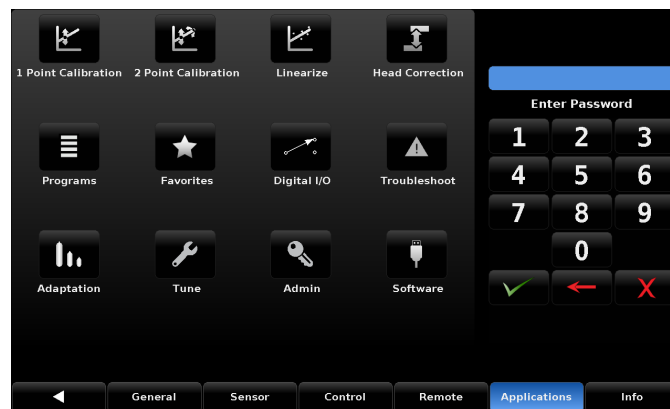 1 Point Calibration 2 Point Calibration Linearize Head Correction
Enter Password
1 2 3
Programs Favorites Digital I/O Troubleshoot
4 5 6
7 8 9
0
Adaptation Tune Admin Software
General Sensor Control Remote Applications Info